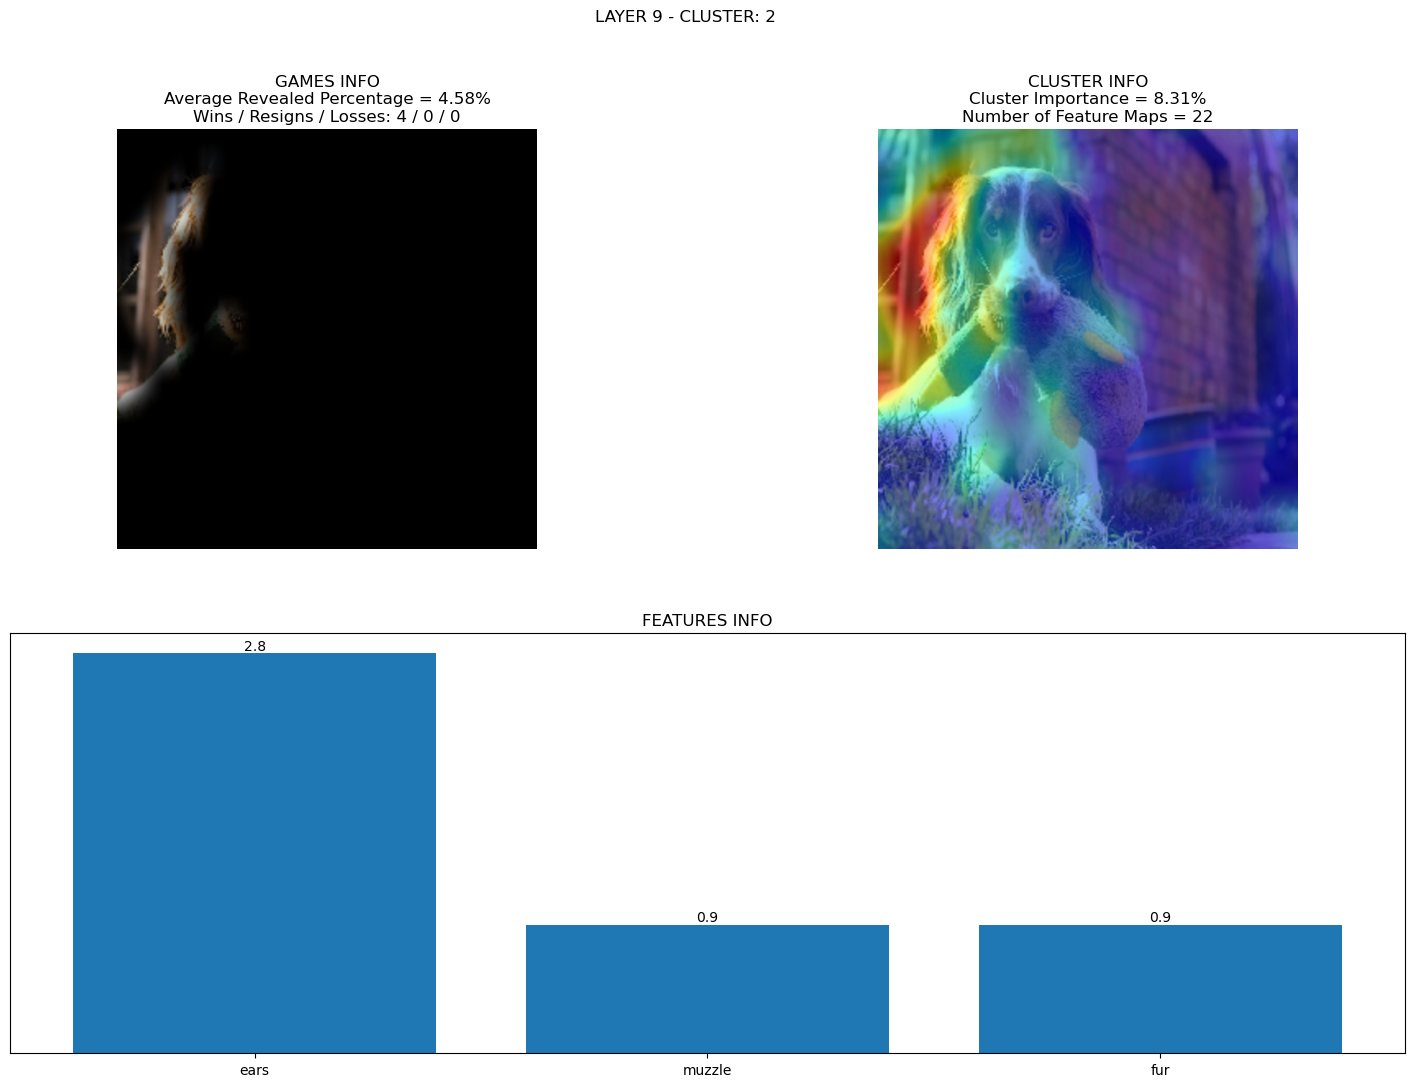 LAYER 9 - CLUSTER: 2
GAMES INFO
Average Revealed Percentage = 4.58%
Wins / Resigns / Losses: 4 / 0 / 0
CLUSTER INFO
Cluster Importance = 8.31%
Number of Feature Maps = 22
FEATURES INFO
2.8
0.9
0.9
ears
muzzle
fur